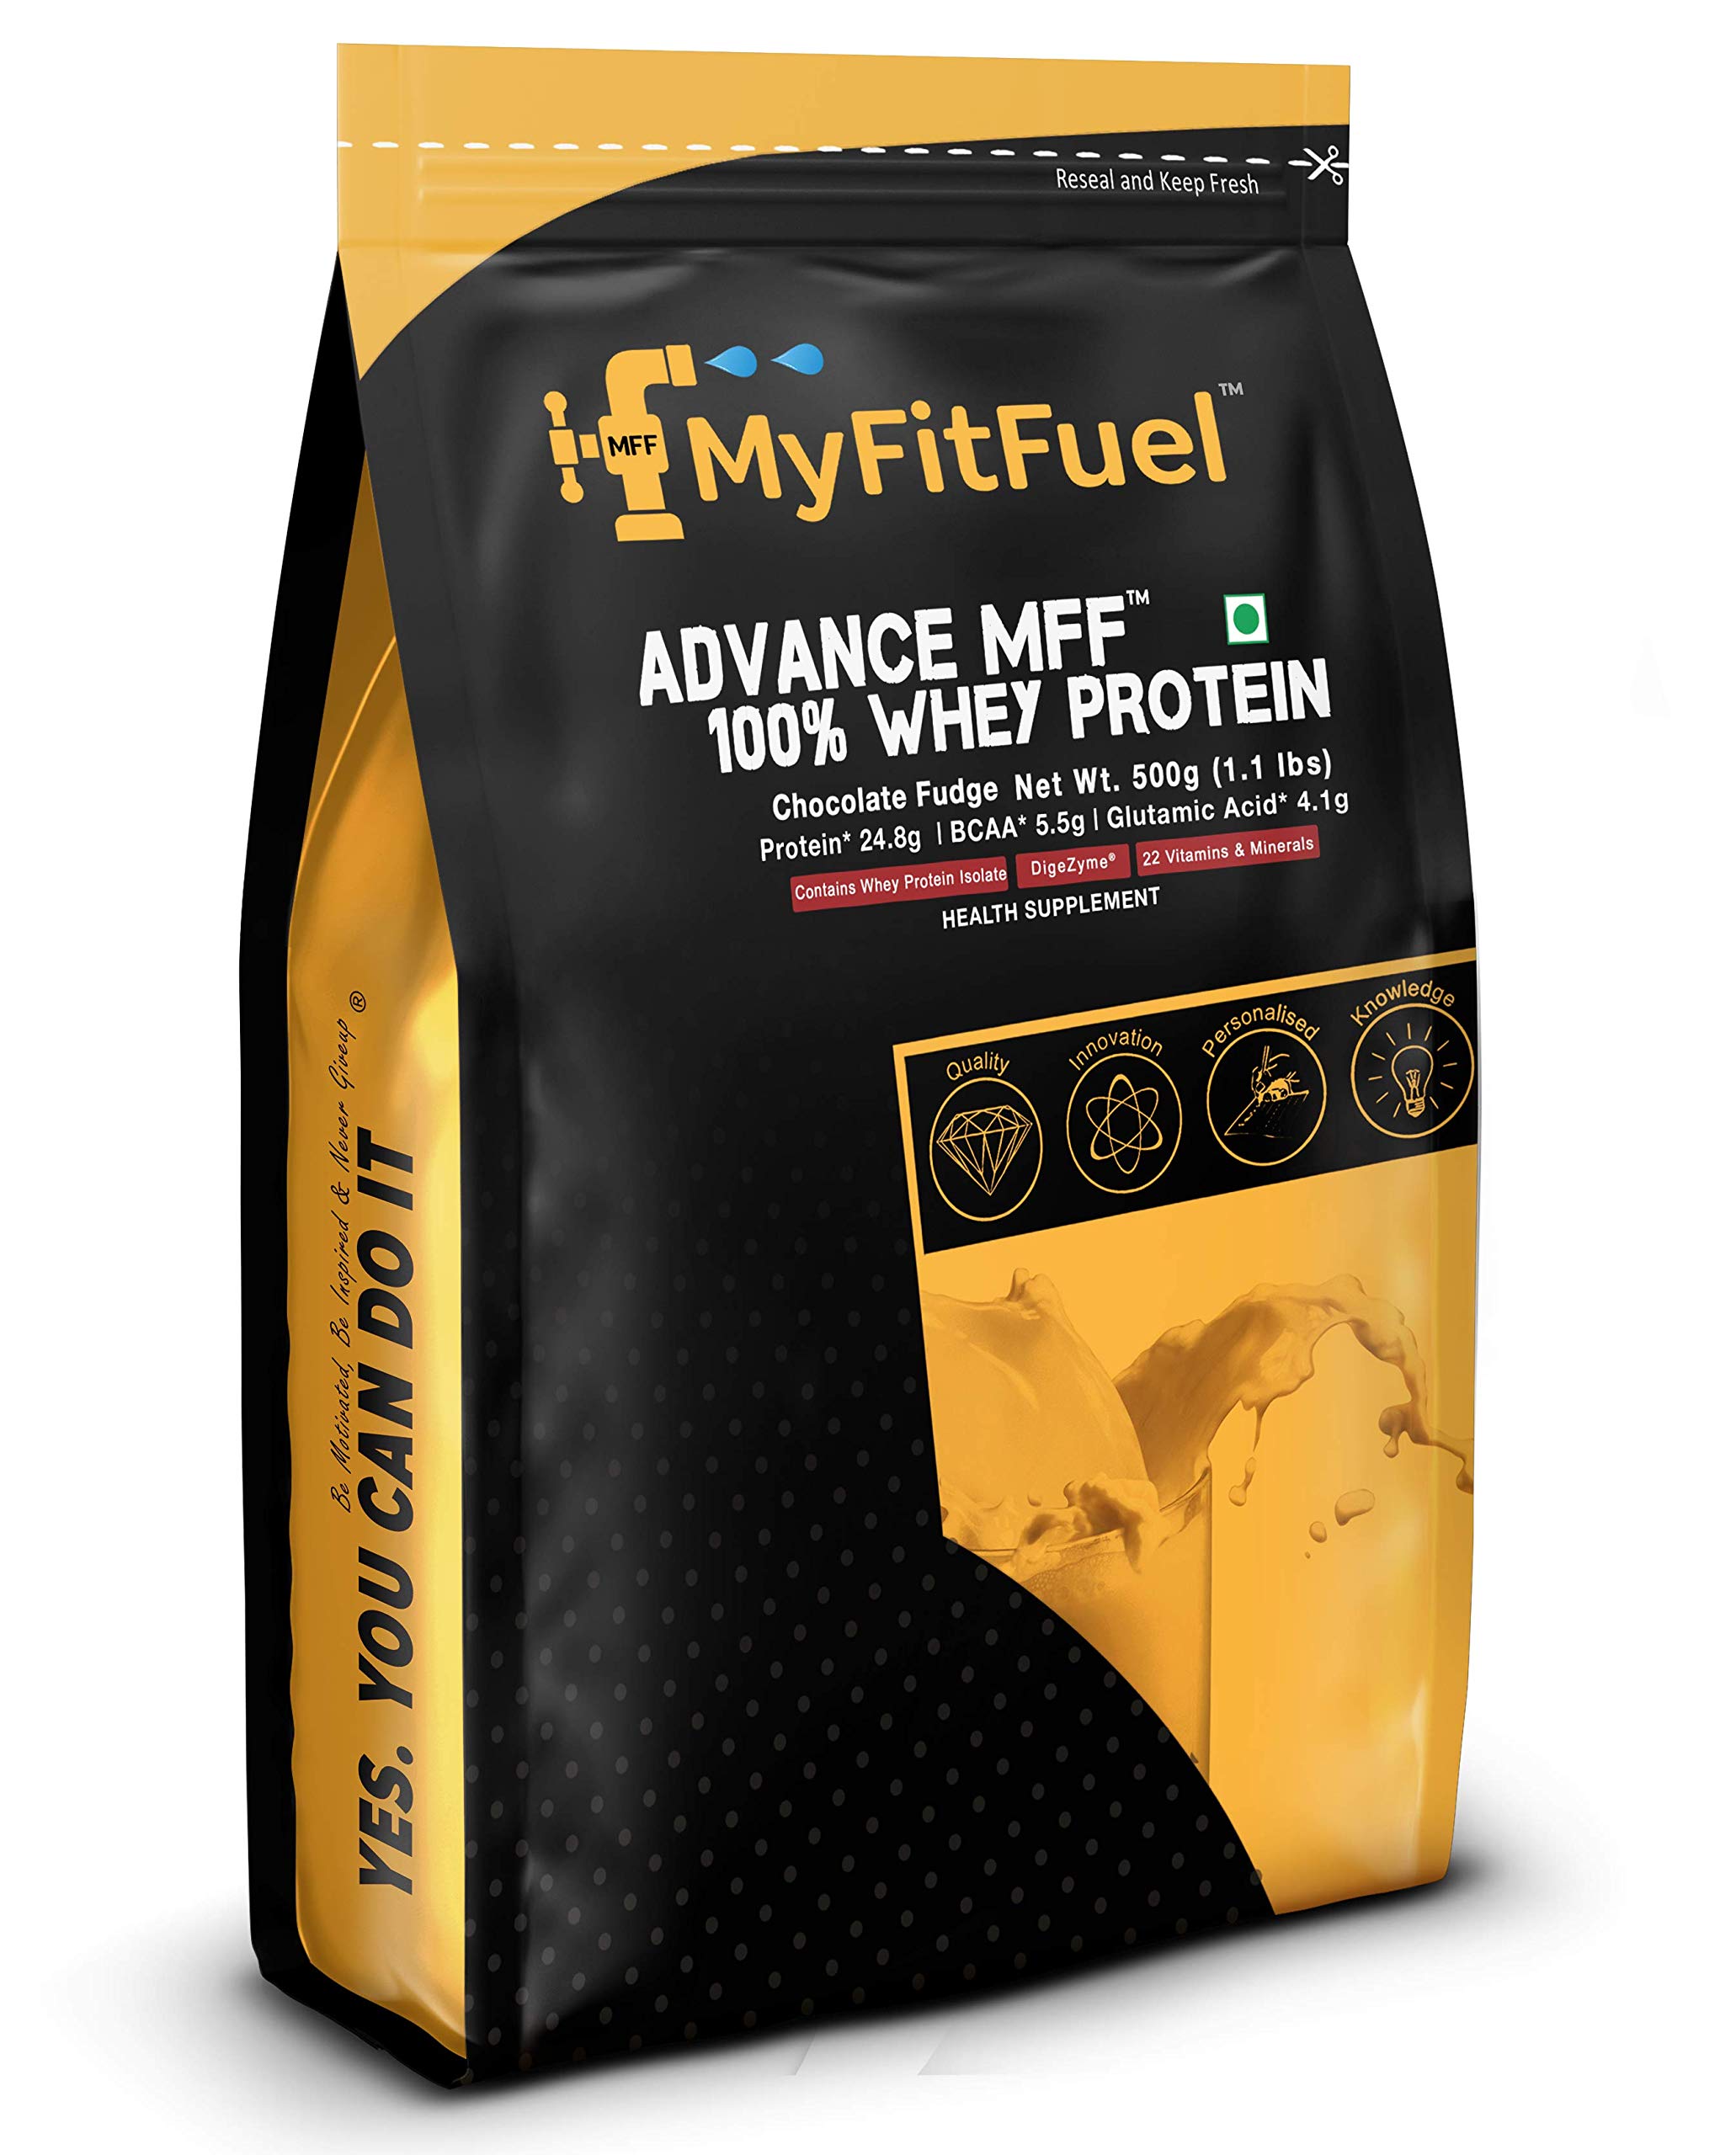 Reseal and Keep Fresh
MFF
MyFitFuel™
ADVANCE MFF™
100% WHEY PROTEIN
Chocolate Fudge Net Wt. 500g (1.1 lbs)
Protein* 24.8g | BCAA* 5.5g | Glutamic Acid* 4.1g
Contains Whey Protein Isolate DigeZyme® 22 Vitamins & Minerals
HEALTH SUPPLEMENT
Quality Innovation Personalised Knowledge
Be Motivated, Be Inspired & Never Giveup ®
YES. YOU CAN DO IT